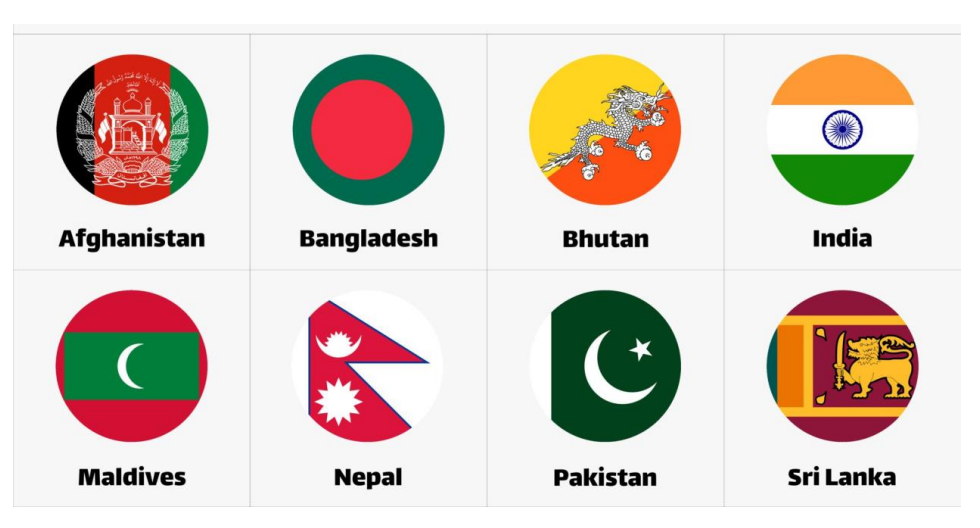 Afghanistan
Bangladesh
Bhutan
India
Maldives
Nepal
Pakistan
Sri Lanka